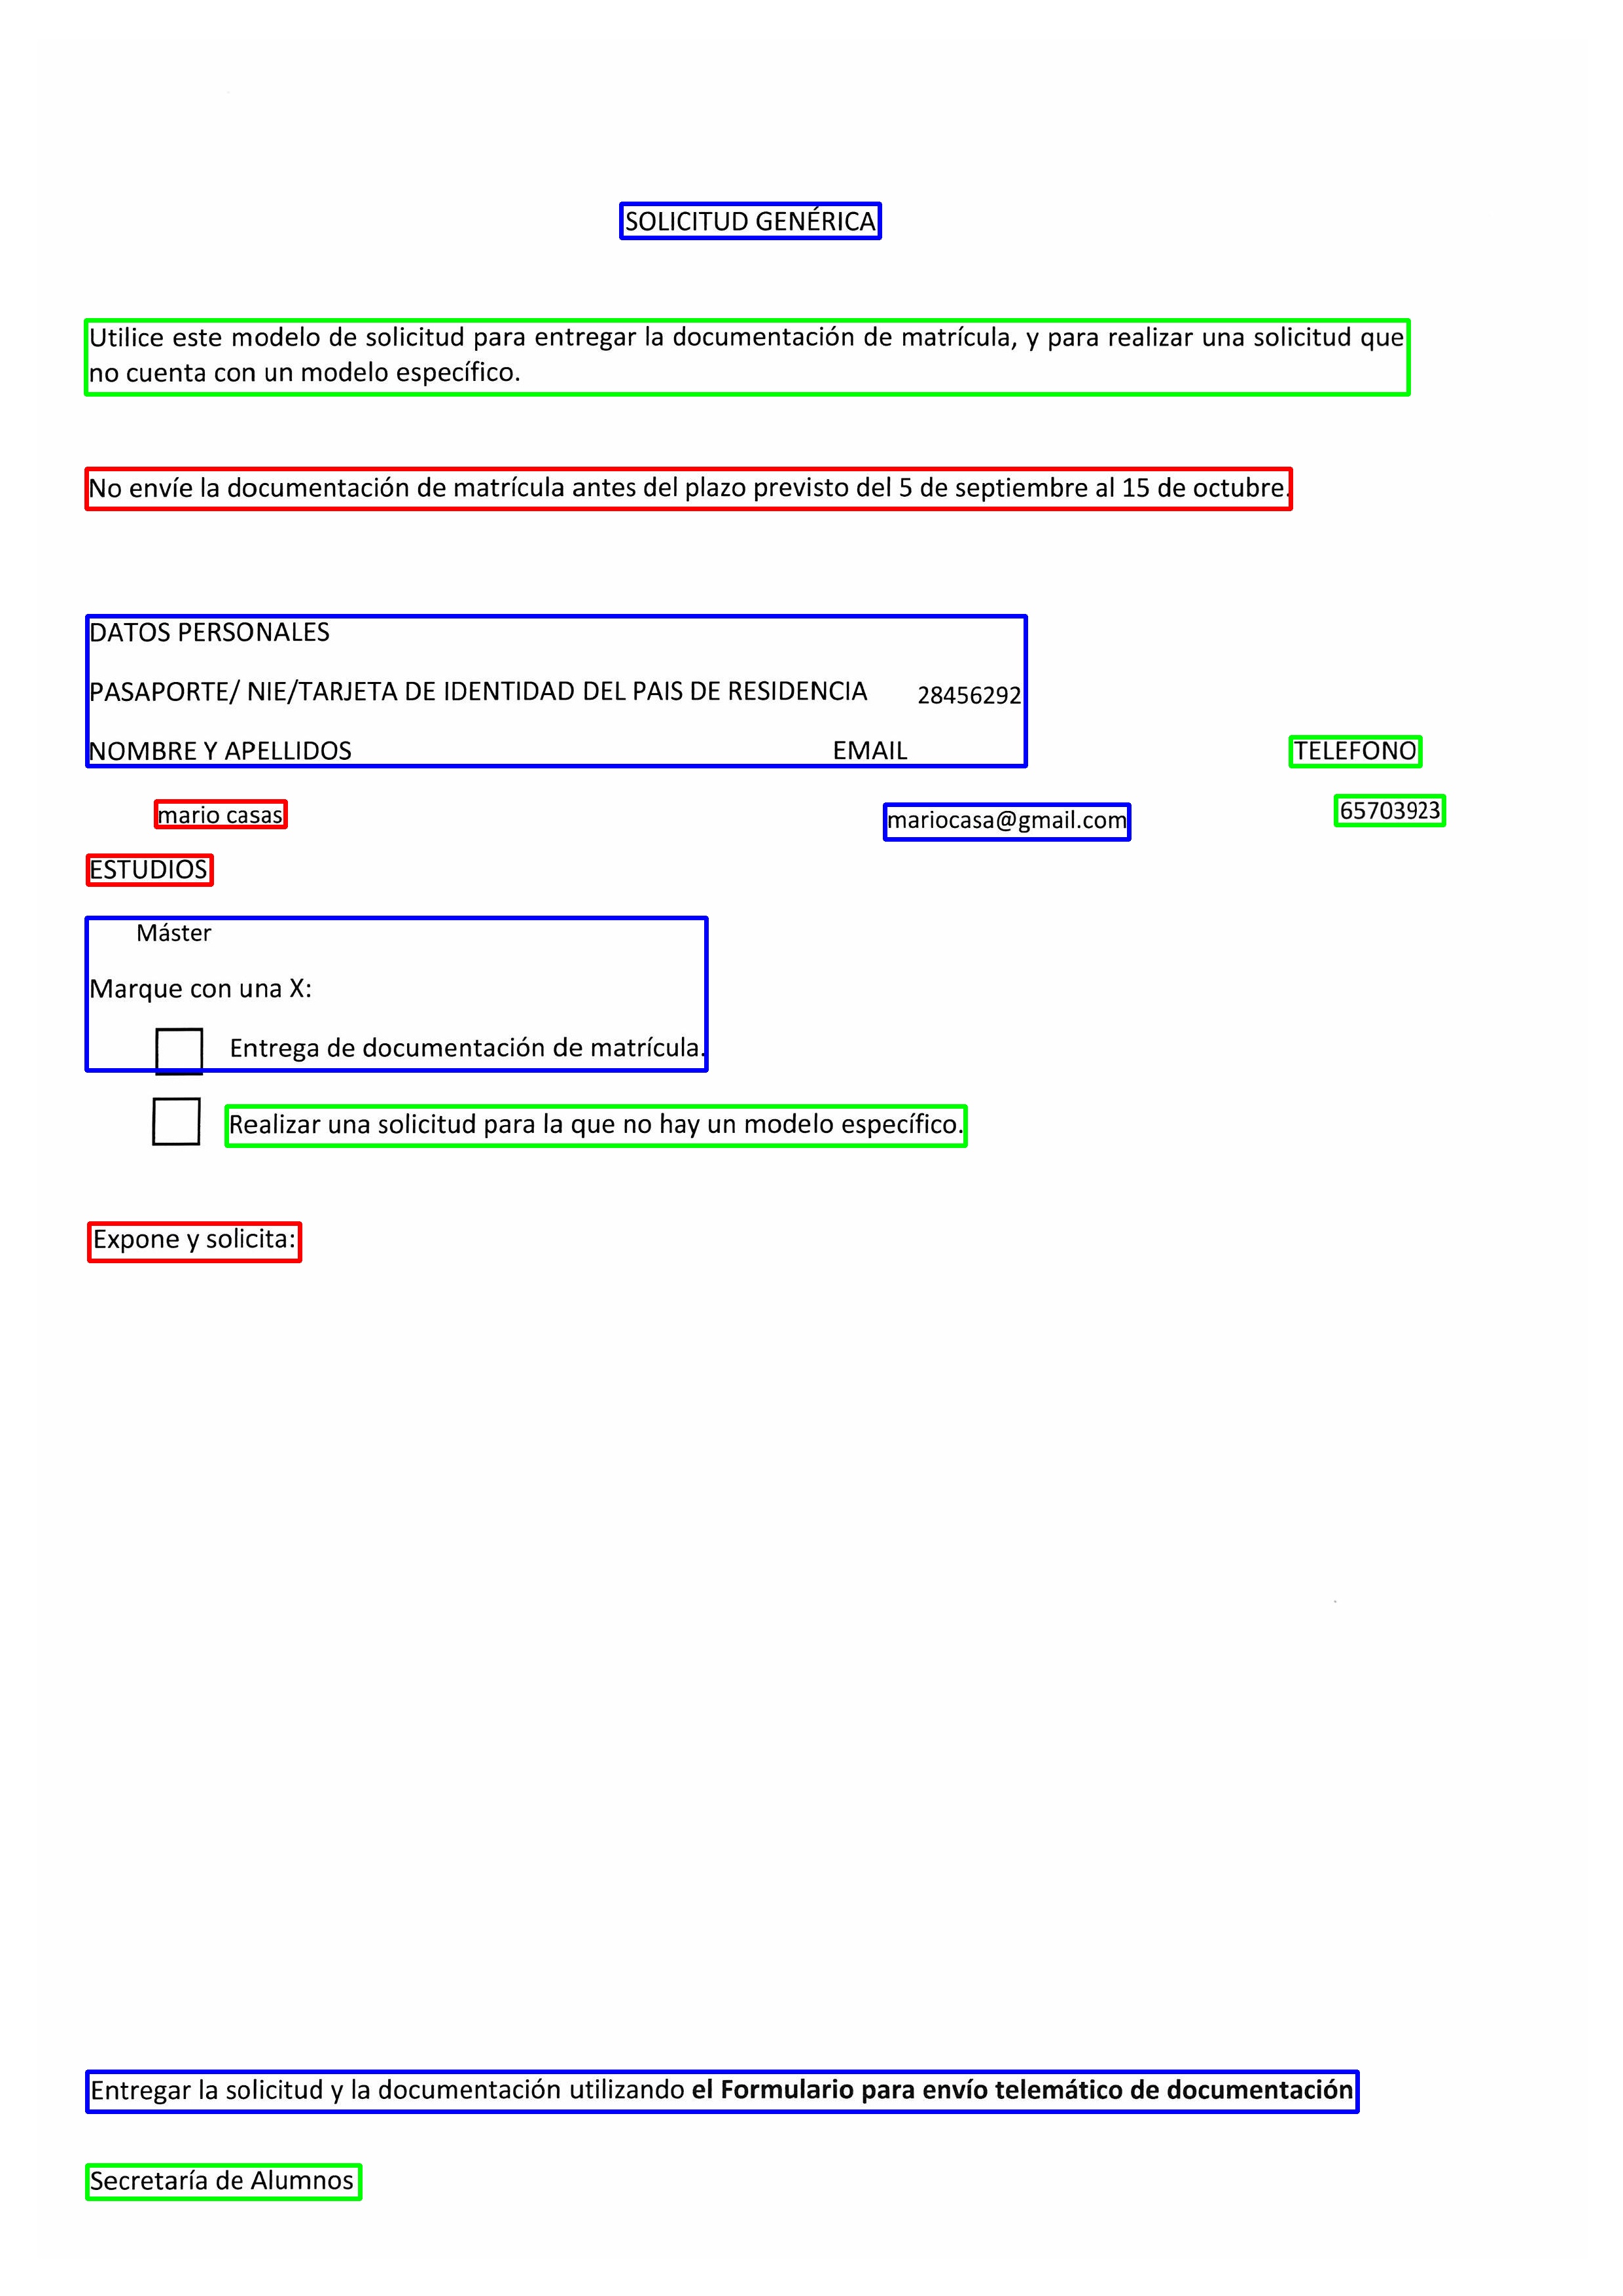 SOLICITUD GENÉRICA
Utilice este modelo de solicitud para entregar la documentación de matrícula, y para realizar una solicitud que
no cuenta con un modelo específico.
No envíe la documentación de matrícula antes del plazo previsto del 5 de septiembre al 15 de octubre.
DATOS PERSONALES
PASAPORTE/ NIE/TARJETA DE IDENTIDAD DEL PAIS DE RESIDENCIA 28456292
NOMBRE Y APELLIDOS EMAIL TELEFONO
mario casas mariocasa@gmail.com 65703923
ESTUDIOS
Máster
Marque con una X:
Entrega de documentación de matrícula.
Realizar una solicitud para la que no hay un modelo específico.
Expone y solicita:
Entregar la solicitud y la documentación utilizando el Formulario para envío telemático de documentación
Secretaría de Alumnos